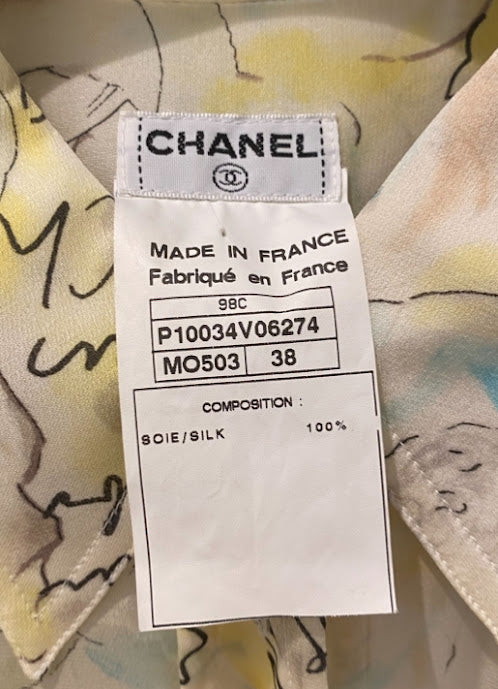 CHANEL
MADE IN FRANCE
Fabriqué en France
98C
P10034V06274
MO503 38
COMPOSITION :
SOIE/SILK 100%